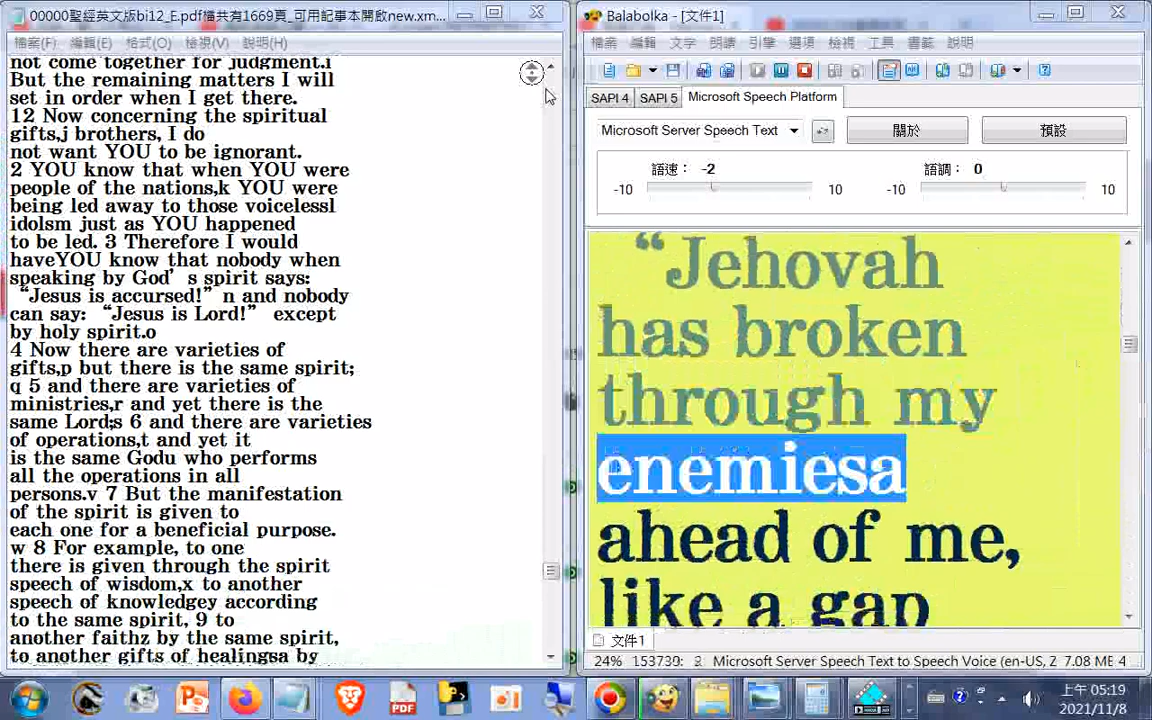 00000聖經英文版bi12_E.pdf檔共有1669頁_可用記事本開啟new.xm...
檔案(F) 編輯(E) 格式(O) 檢視(V) 說明(H)
not come together for judgment.i
But the remaining matters I will
set in order when I get there.
12 Now concerning the spiritual
gifts,j brothers, I do
not want YOU to be ignorant.
2 YOU know that when YOU were
people of the nations,k YOU were
being led away to those voicelessl
idolsm just as YOU happened
to be led. 3 Therefore I would
haveYOU know that nobody when
speaking by God’s spirit says:
“Jesus is accursed!”n and nobody
can say: “Jesus is Lord!” except
by holy spirit.o
4 Now there are varieties of
gifts,p but there is the same spirit;
q 5 and there are varieties of
ministries,r and yet there is the
same Lord;s 6 and there are varieties
of operations,t and yet it
is the same Godu who performs
all the operations in all
persons.v 7 But the manifestation
of the spirit is given to
each one for a beneficial purpose.
w 8 For example, to one
there is given through the spirit
speech of wisdom,x to another
speech of knowledgey according
to the same spirit, 9 to
another faithz by the same spirit,
to another gifts of healingsa by
Balabolka - [文件1]
檔案 編輯 文字 朗讀 引擎 選項 檢視 工具 書籤 說明
SAPI 4 SAPI 5 Microsoft Speech Platform
Microsoft Server Speech Text 關於 預設
語速： -2 語調： 0
-10 10 -10 10
“Jehovah
has broken
through my
enemiesa
ahead of me,
like a gap
文件1
24% 153739: 2 Microsoft Server Speech Text to Speech Voice (en-US, Z 7.08 ME 4
上午 05:19
2021/11/8